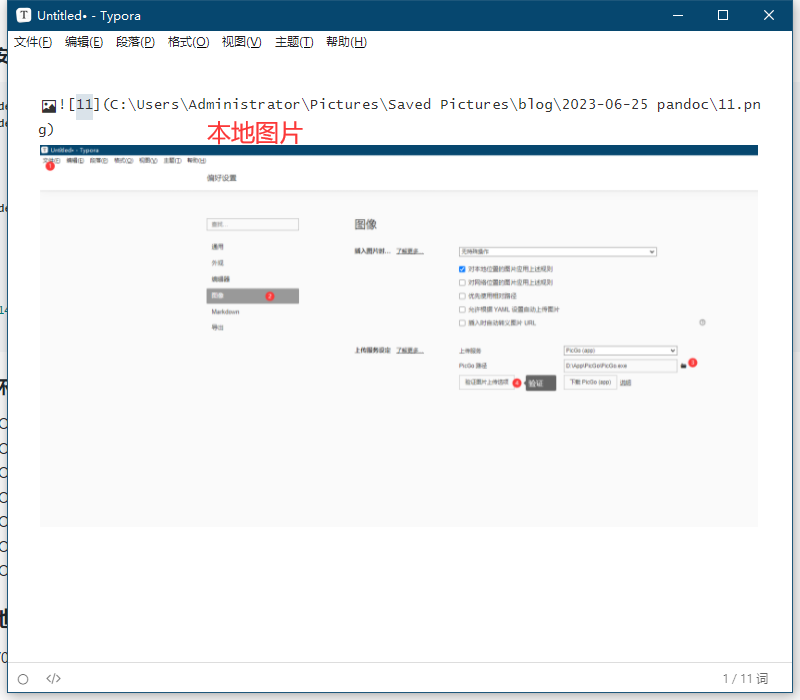 Untitled• - Typora
文件(F) 编辑(E) 段落(P) 格式(O) 视图(V) 主题(T) 帮助(H)
![11](C:\Users\Administrator\Pictures\Saved Pictures\blog\2023-06-25 pandoc\11.pn
g)
本地图片
Untitled• - Typora
文件(F) 编辑(E) 段落(P) 格式(O) 视图(V) 主题(T) 帮助(H)
1
偏好设置
查找...
图像
通用
插入图片时... 了解更多... 无特殊操作
外观
对本地位置的图片应用上述规则
编辑器
对网络位置的图片应用上述规则
图像 2
优先使用相对路径
Markdown
允许根据 YAML 设置自动上传图片
导出
插入时自动转义图片 URL
上传服务设定 了解更多... 上传服务 PicGo (app)
PicGo 路径 D:\App\PicGo\PicGo.exe 3
验证图片上传选项 4 验证 下载 PicGo (app)
1 / 11 词